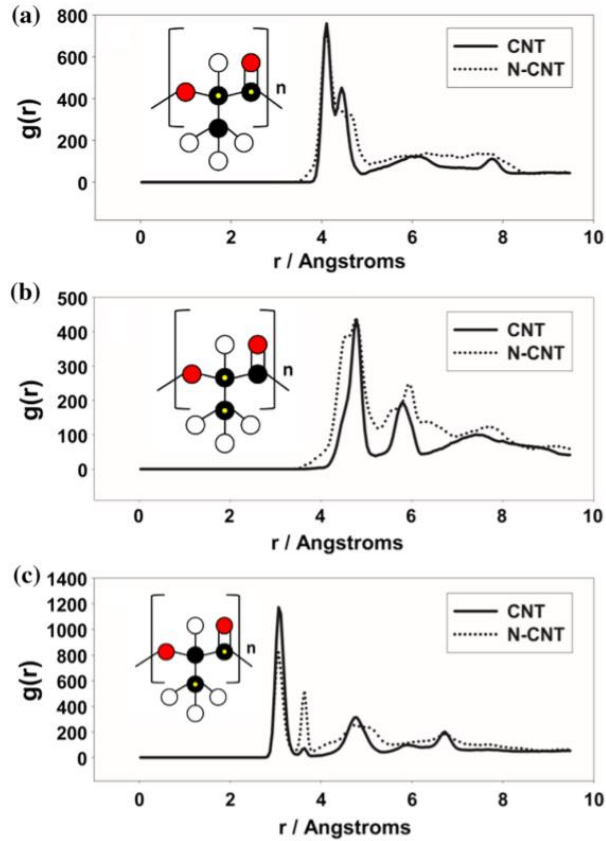 (a)
800
600
400
200
0
g(r)
n
CNT
N-CNT
0 2 4 6 8 10
r / Angstroms
(b)
500
400
300
200
100
0
g(r)
n
CNT
N-CNT
0 2 4 6 8 10
r / Angstroms
(c)
1400
1200
1000
800
600
400
200
0
g(r)
n
CNT
N-CNT
0 2 4 6 8 10
r / Angstroms